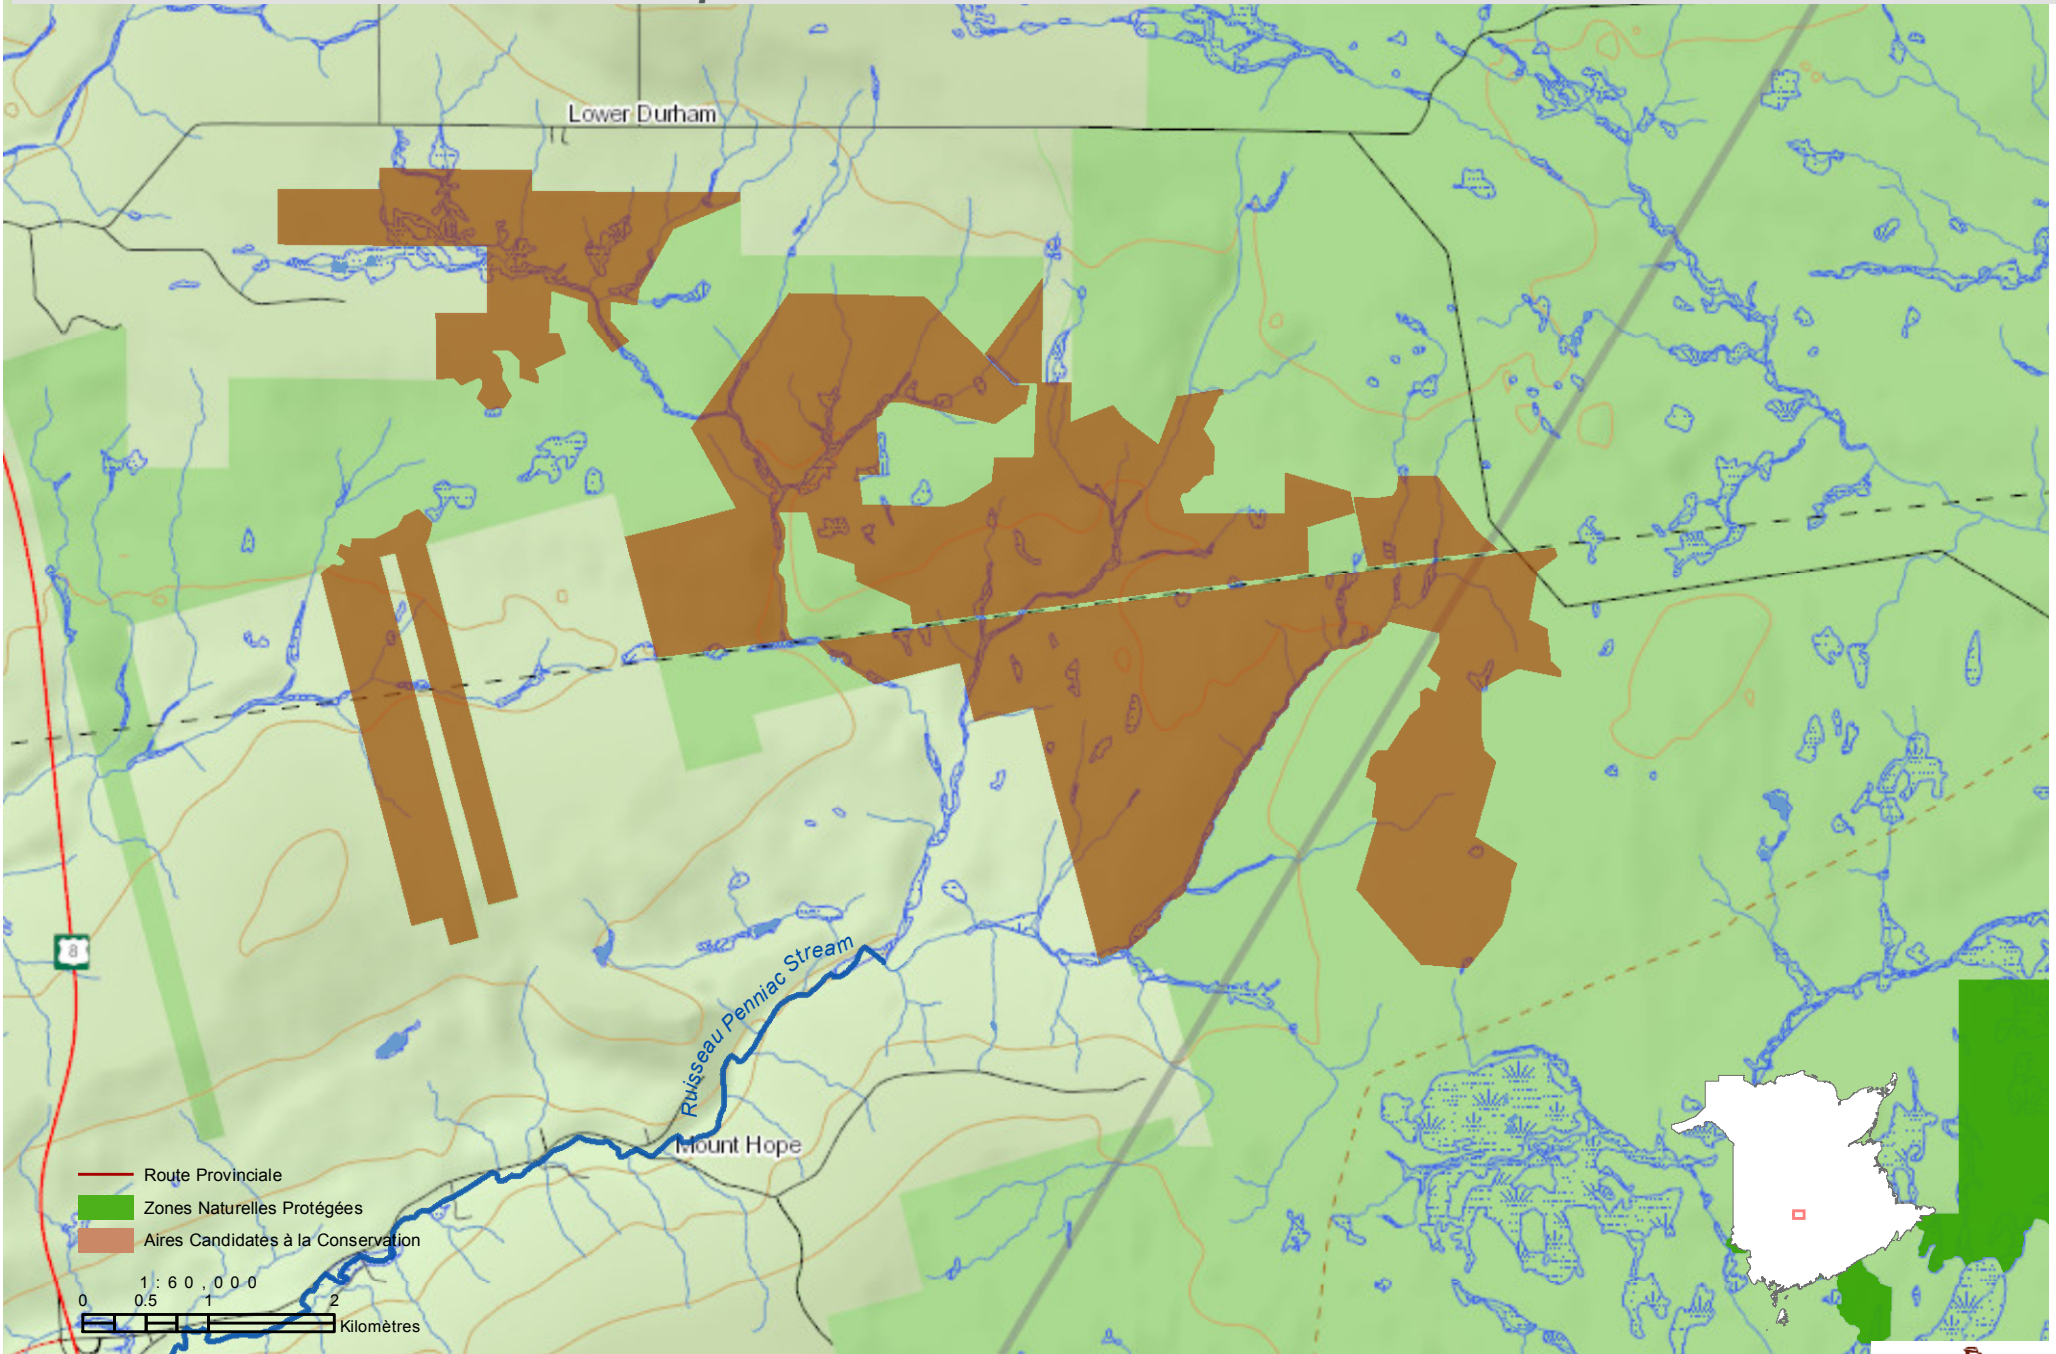 Lower Durham
8
Ruisseau Penniac Stream
Mount Hope
Route Provinciale
Zones Naturelles Protégées
Aires Candidates à la Conservation
1:60,000
0 0.5 1 2
Kilomètres